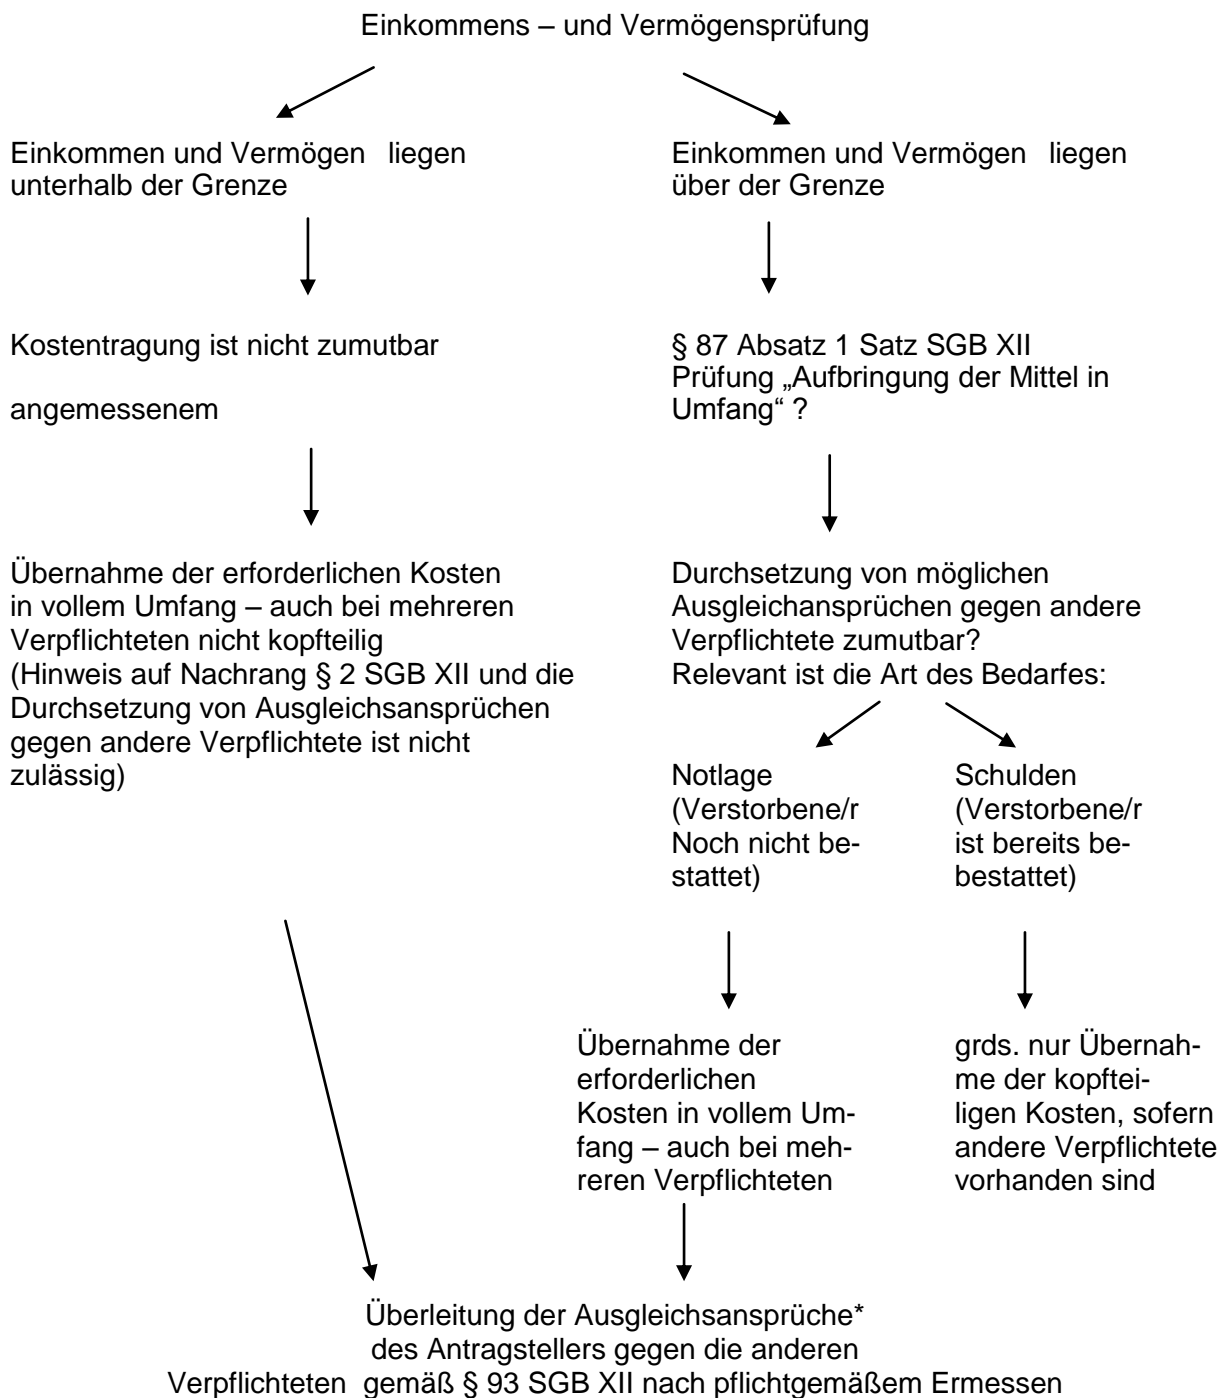 Einkommens – und Vermögensprüfung
Einkommen und Vermögen liegen
unterhalb der Grenze
Einkommen und Vermögen liegen
über der Grenze
Kostentragung ist nicht zumutbar
angemessenem
§ 87 Absatz 1 Satz SGB XII
Prüfung „Aufbringung der Mittel in
Umfang“ ?
Übernahme der erforderlichen Kosten
in vollem Umfang – auch bei mehreren
Verpflichteten nicht kopfteilig
(Hinweis auf Nachrang § 2 SGB XII und die
Durchsetzung von Ausgleichsansprüchen
gegen andere Verpflichtete ist nicht
zulässig)
Durchsetzung von möglichen
Ausgleichansprüchen gegen andere
Verpflichtete zumutbar?
Relevant ist die Art des Bedarfes:
Notlage
(Verstorbene/r
Noch nicht be-
stattet)
Schulden
(Verstorbene/r
ist bereits be-
bestattet)
Übernahme der
erforderlichen
Kosten in vollem Um-
fang – auch bei meh-
reren Verpflichteten
grds. nur Übernah-
me der kopftei-
ligen Kosten, sofern
andere Verpflichtete
vorhanden sind
Überleitung der Ausgleichsansprüche*
des Antragstellers gegen die anderen
Verpflichteten gemäß § 93 SGB XII nach pflichtgemäßem Ermessen